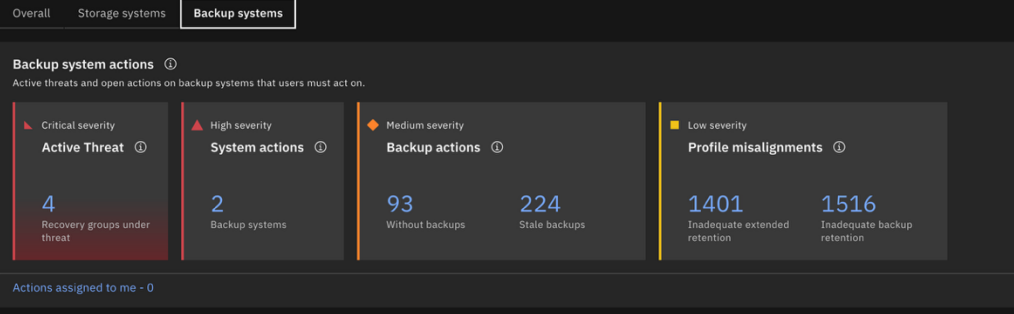 Overall
Storage systems
Backup systems
Backup system actions
Active threats and open actions on backup systems that users must act on.
Critical severity
Active Threat
4
Recovery groups under
threat
High severity
System actions
2
Backup systems
Medium severity
Backup actions
93
Without backups
224
Stale backups
Low severity
Profile misalignments
1401
Inadequate extended
retention
1516
Inadequate backup
retention
Actions assigned to me - 0